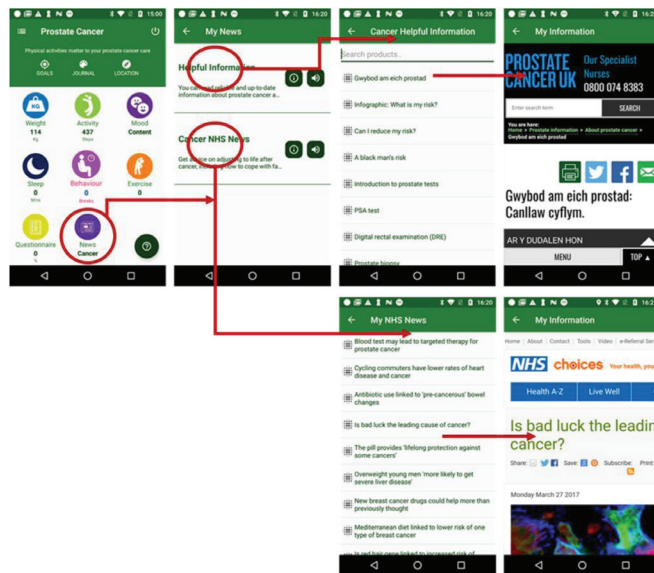 15:00
Prostate Cancer
Physical activities matter to your prostate cancer care
GOALS
JOURNAL
LOCATION
KG
Weight
114
Kg
Activity
437
Steps
Mood
Content
Sleep
0
Mins
Behaviour
0
Breaks
Exercise
0
Questionnaire
0
%
News
Cancer
16:20
My News
Helpful Information
You can read reliable and up-to-date
information about prostate cancer a...
Cancer NHS News
Get advice on adjusting to life after
cancer, including how to cope with fa...
16:20
Cancer Helpful Information
Search products..
Gwybod am eich prostad
Infographic: What is my risk?
Can I reduce my risk?
A black man's risk
Introduction to prostate tests
PSA test
Digital rectal examination (DRE)
Prostate biopsy
My Information
PROSTATE
CANCER UK
Our Specialist
Nurses
0800 074 8383
Enter search term
SEARCH
You are here:
Home > Prostate information > About prostate cancer >
Gwybod am eich prostad
Gwybod am eich prostad:
Canllaw cyflym.
AR Y DUDALEN HON
MENU
TOP
16:20
My NHS News
Blood test may lead to targeted therapy for
prostate cancer
Cycling commuters have lower rates of heart
disease and cancer
Antibiotic use linked to 'pre-cancerous' bowel
changes
Is bad luck the leading cause of cancer?
The pill provides 'lifelong protection against
some cancers'
Overweight young men 'more likely to get
severe liver disease'
New breast cancer drugs could help more than
previously thought
Mediterranean diet linked to lower risk of one
type of breast cancer
Is red hair gene linked to increased risk of
16:20
My Information
Home | About | Contact | Tools | Video | e-Referral Ser
NHS choices Your health, you
Health A-Z
Live Well
Is bad luck the leadin
cancer?
Share:
Save:
Subscribe:
Print
Monday March 27 2017